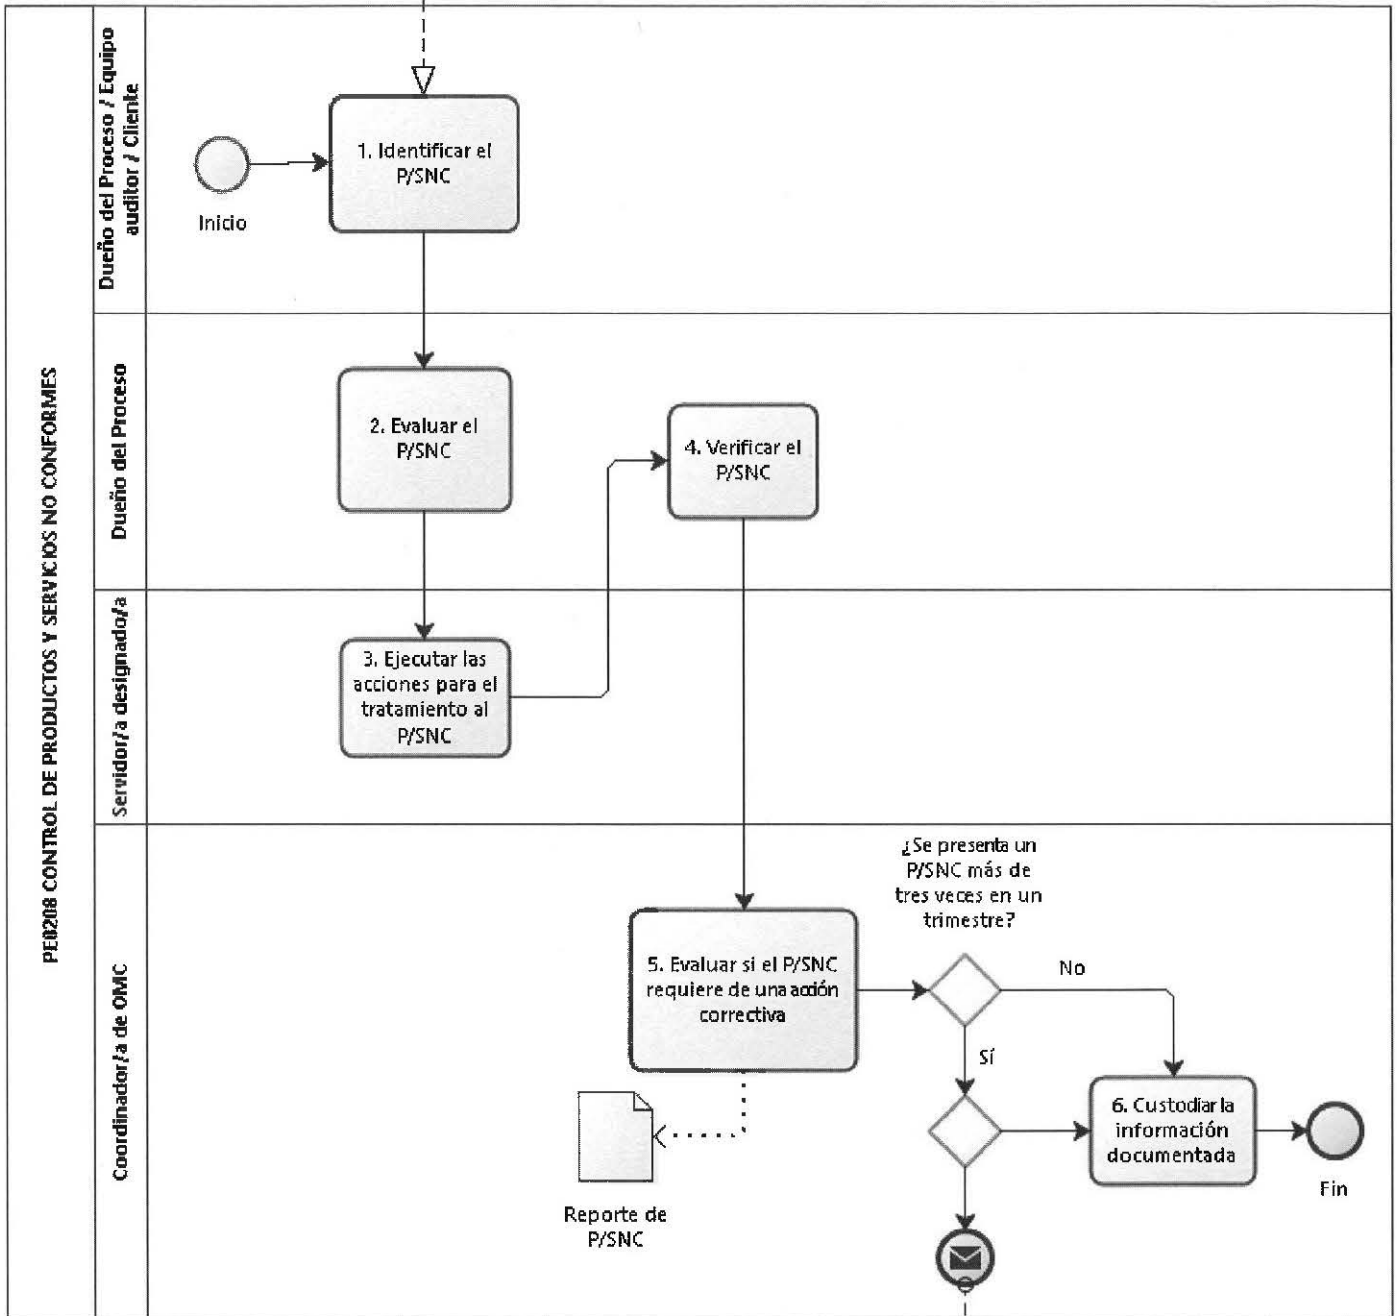 PE0208 CONTROL DE PRODUCTOS Y SERVICIOS NO CONFORMES
Dueño del Proceso / Equipo
auditor / Cliente
Inicio
1. Identificar el
P/SNC
Dueño del Proceso
2. Evaluar el
P/SNC
4. Verificar el
P/SNC
Servidor/a designado/a
3. Ejecutar las
acciones para el
tratamiento al
P/SNC
Coordinador/a de OMC
¿Se presenta un
P/SNC más de
tres veces en un
trimestre?
5. Evaluar si el P/SNC
requiere de una acción
correctiva
No
Sí
6. Custodiar la
información
documentada
Fin
Reporte de
P/SNC